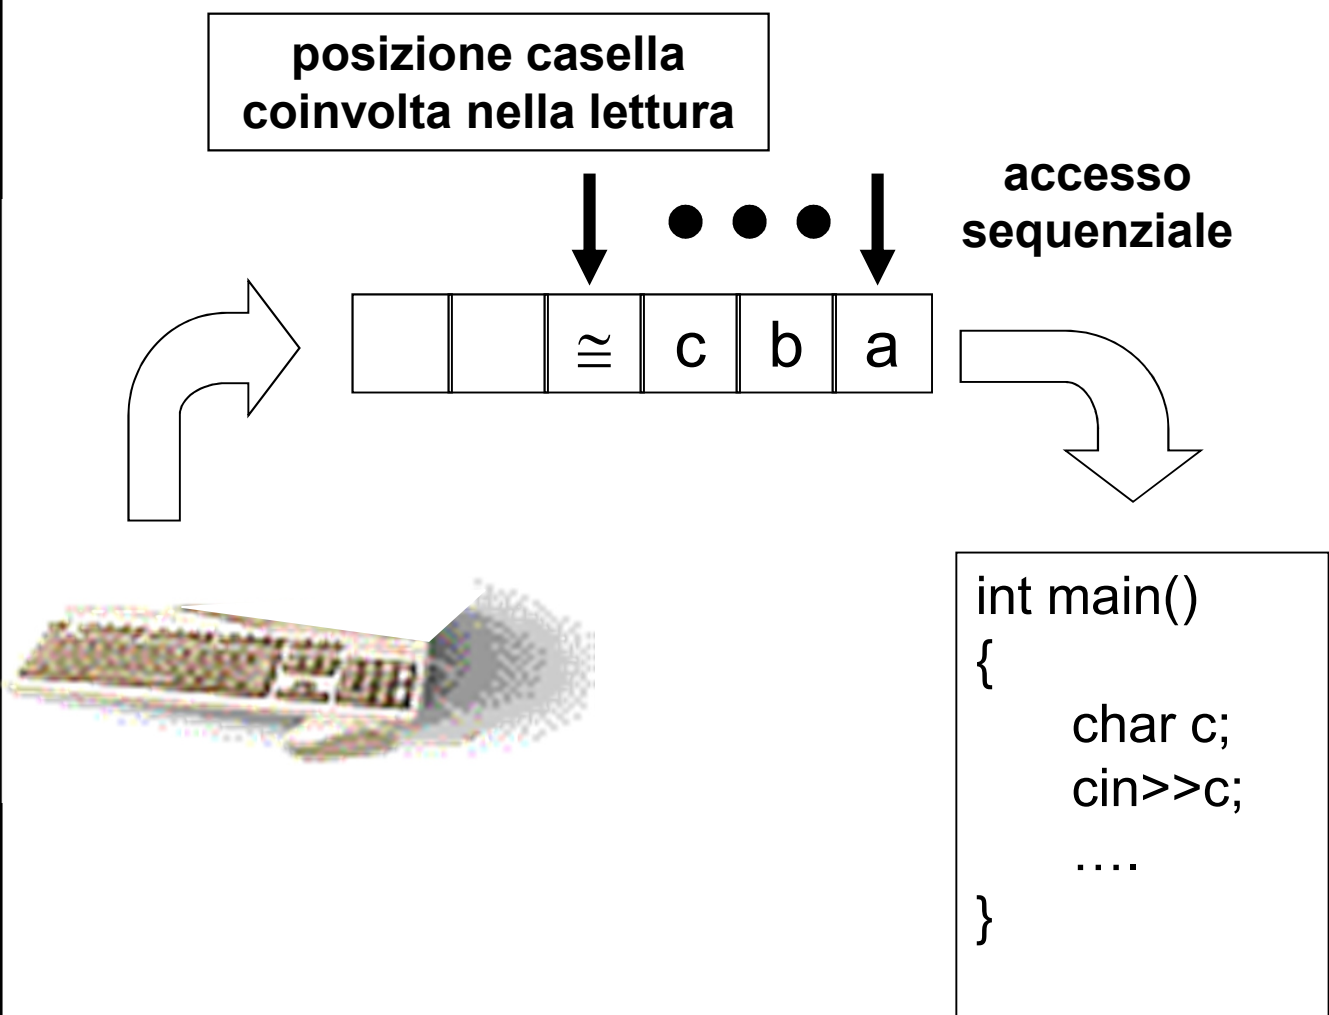 posizione casella
coinvolta nella lettura
accesso
sequenziale
≅ c b a
int main()
{
char c;
cin>>c;
….
}